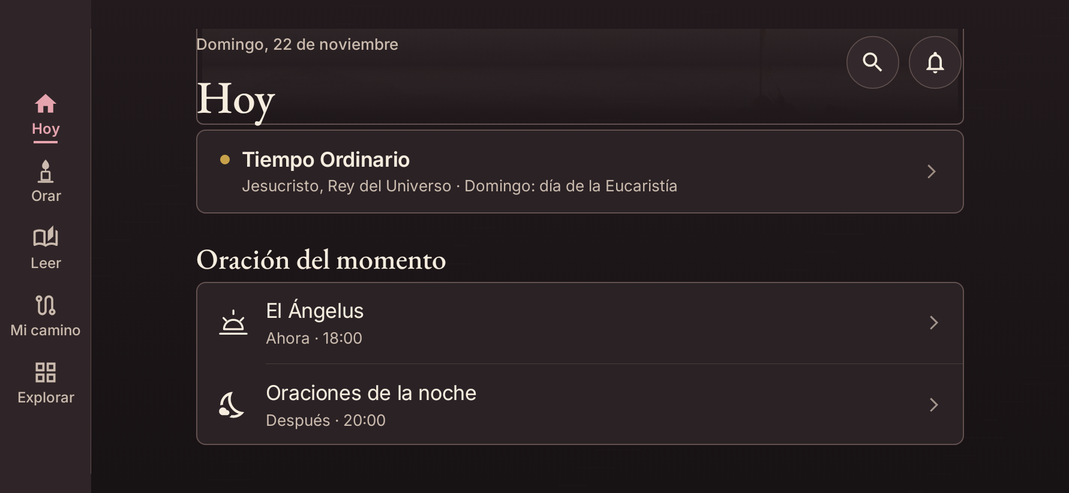 Domingo, 22 de noviembre
Hoy
Tiempo Ordinario
Jesucristo, Rey del Universo · Domingo: día de la Eucaristía
Oración del momento
El Ángelus
Ahora · 18:00
Oraciones de la noche
Después · 20:00
Hoy
Orar
Leer
Mi camino
Explorar